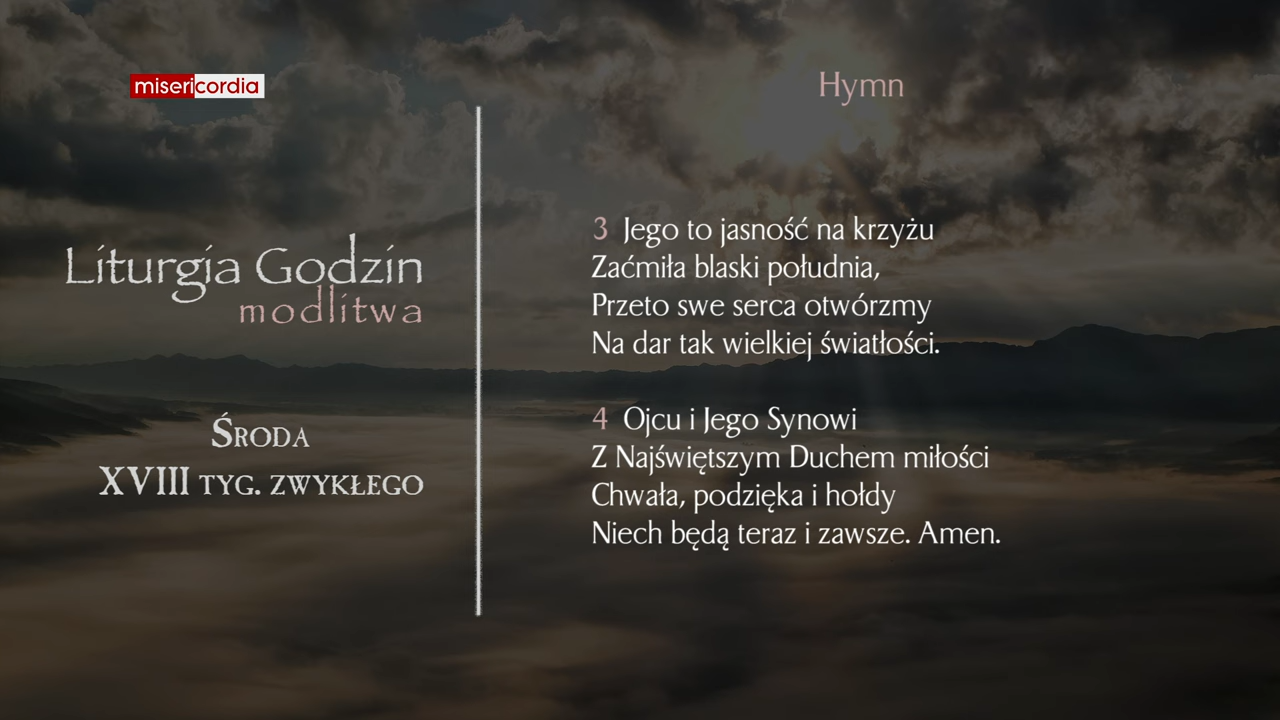 misericordia
Liturgia Godzin
modlitwa
Środa
XVIII TYG. ZWYKŁEGO
Hymn
3 Jego to jasność na krzyżu
Zaćmiła blaski południa,
Przeto swe serca otwórzmy
Na dar tak wielkiej światłości.
4 Ojcu i Jego Synowi
Z Najświętszym Duchem miłości
Chwała, podzięka i hołdy
Niech będą teraz i zawsze. Amen.